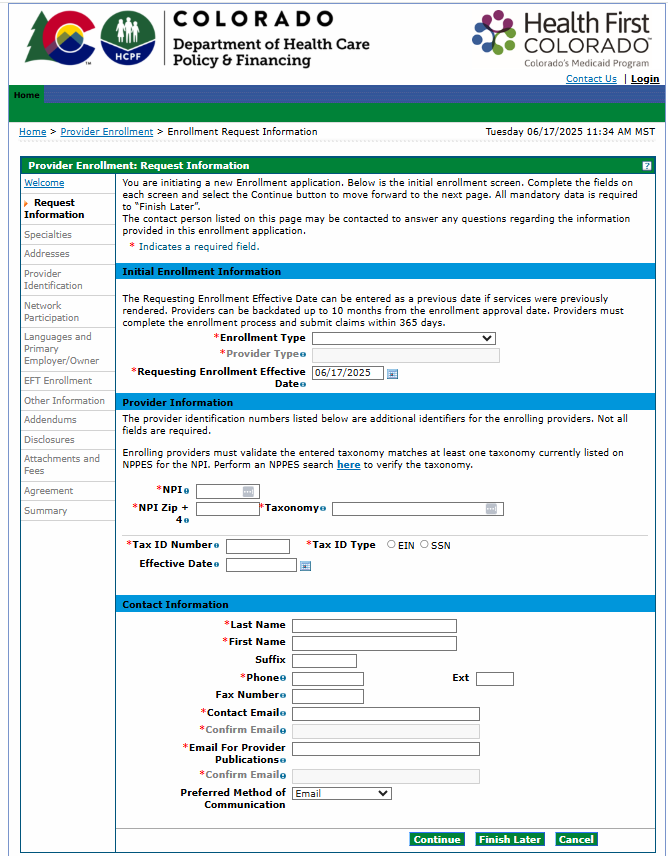 COLORADO
Department of Health Care
Policy & Financing
HCPF
TM
Health First
COLORADO
Colorado's Medicaid Program
Contact Us | Login
Home
Home > Provider Enrollment > Enrollment Request Information
Tuesday 06/17/2025 11:34 AM MST
Provider Enrollment: Request Information ?
Welcome
Request
Information
Specialties
Addresses
Provider
Identification
Network
Participation
Languages and
Primary
Employer/Owner
EFT Enrollment
Other Information
Addendums
Disclosures
Attachments and
Fees
Agreement
Summary
You are initiating a new Enrollment application. Below is the initial enrollment screen. Complete the fields on
each screen and select the Continue button to move forward to the next page. All mandatory data is required
to "Finish Later".
The contact person listed on this page may be contacted to answer any questions regarding the information
provided in this enrollment application.
* Indicates a required field.
Initial Enrollment Information
The Requesting Enrollment Effective Date can be entered as a previous date if services were previously
rendered. Providers can be backdated up to 10 months from the enrollment approval date. Providers must
complete the enrollment process and submit claims within 365 days.
*Enrollment Type
*Provider Type
*Requesting Enrollment Effective 06/17/2025
Date
Provider Information
The provider identification numbers listed below are additional identifiers for the enrolling providers. Not all
fields are required.
Enrolling providers must validate the entered taxonomy matches at least one taxonomy currently listed on
NPPES for the NPI. Perform an NPPES search here to verify the taxonomy.
*NPI
*NPI Zip + *Taxonomy
4
*Tax ID Number *Tax ID Type EIN SSN
Effective Date
Contact Information
*Last Name
*First Name
Suffix
*Phone Ext
Fax Number
*Contact Email
*Confirm Email
*Email For Provider
Publications
*Confirm Email
Preferred Method of Email
Communication
Continue Finish Later Cancel